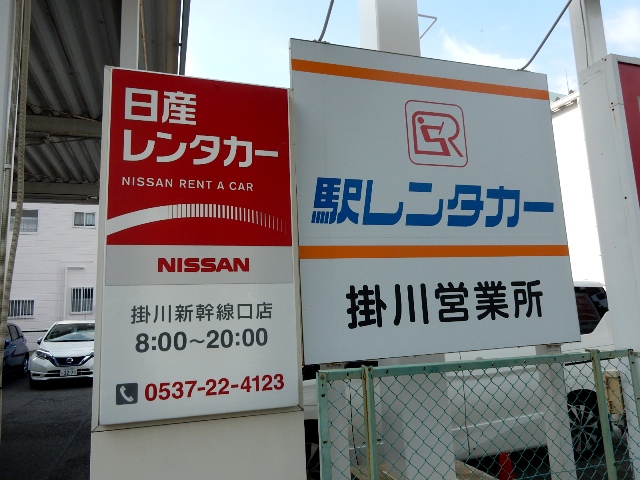 日産
レンタカー
NISSAN RENT A CAR
NISSAN
掛川新幹線口店
8:00～20:00
0537-22-4123
R
駅レンタカー
掛川営業所